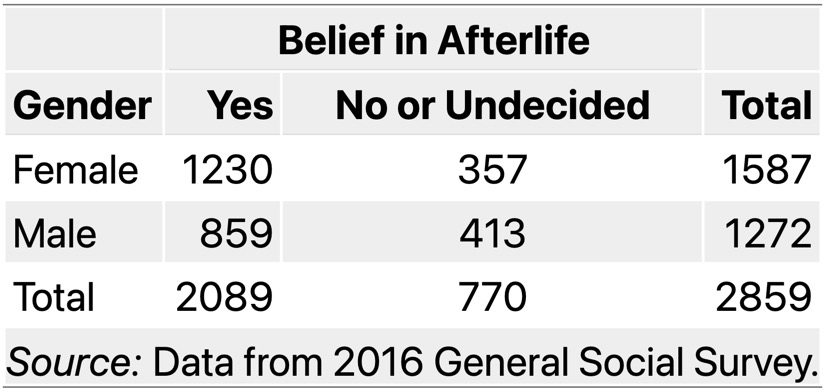 Belief in Afterlife
Gender Yes No or Undecided Total
Female 1230 357 1587
Male 859 413 1272
Total 2089 770 2859
Source: Data from 2016 General Social Survey.